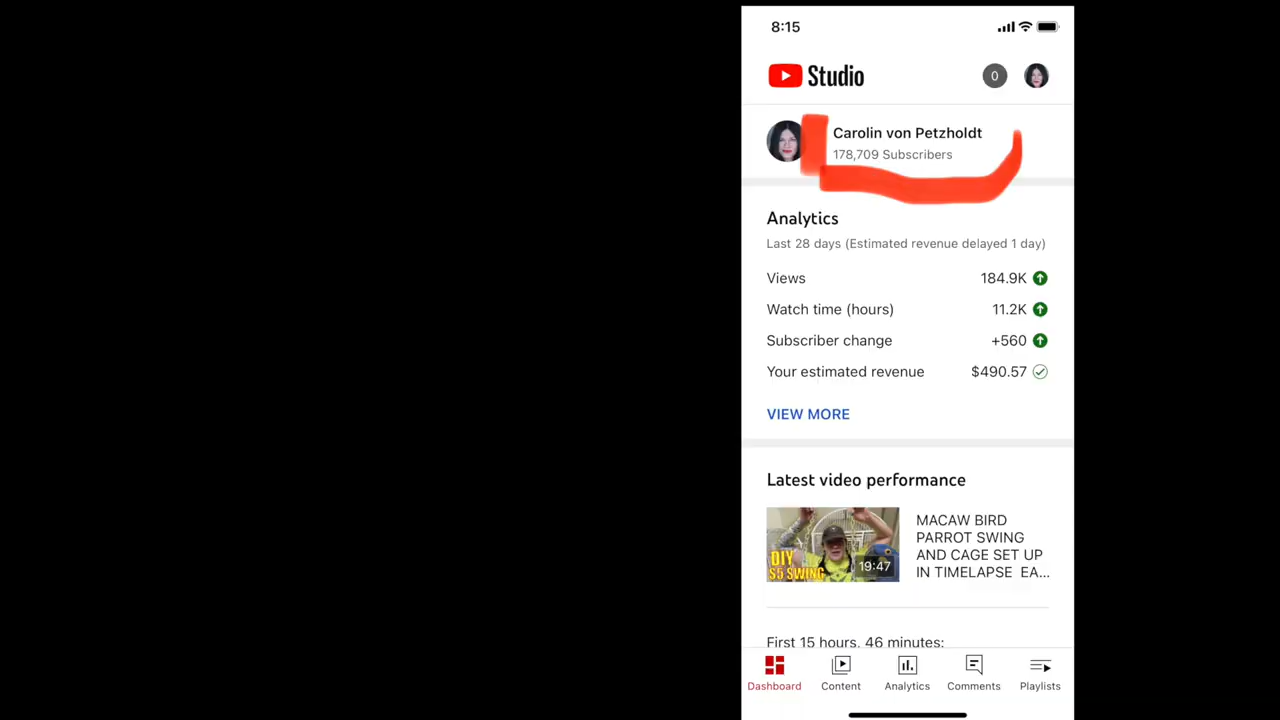 8:15
Studio
0
Carolin von Petzholdt
178,709 Subscribers
Analytics
Last 28 days (Estimated revenue delayed 1 day)
Views 184.9K
Watch time (hours) 11.2K
Subscriber change +560
Your estimated revenue $490.57
VIEW MORE
Latest video performance
DIY
$5 SWING
19:47
MACAW BIRD
PARROT SWING
AND CAGE SET UP
IN TIMELAPSE EA...
First 15 hours, 46 minutes:
Dashboard Content Analytics Comments Playlists